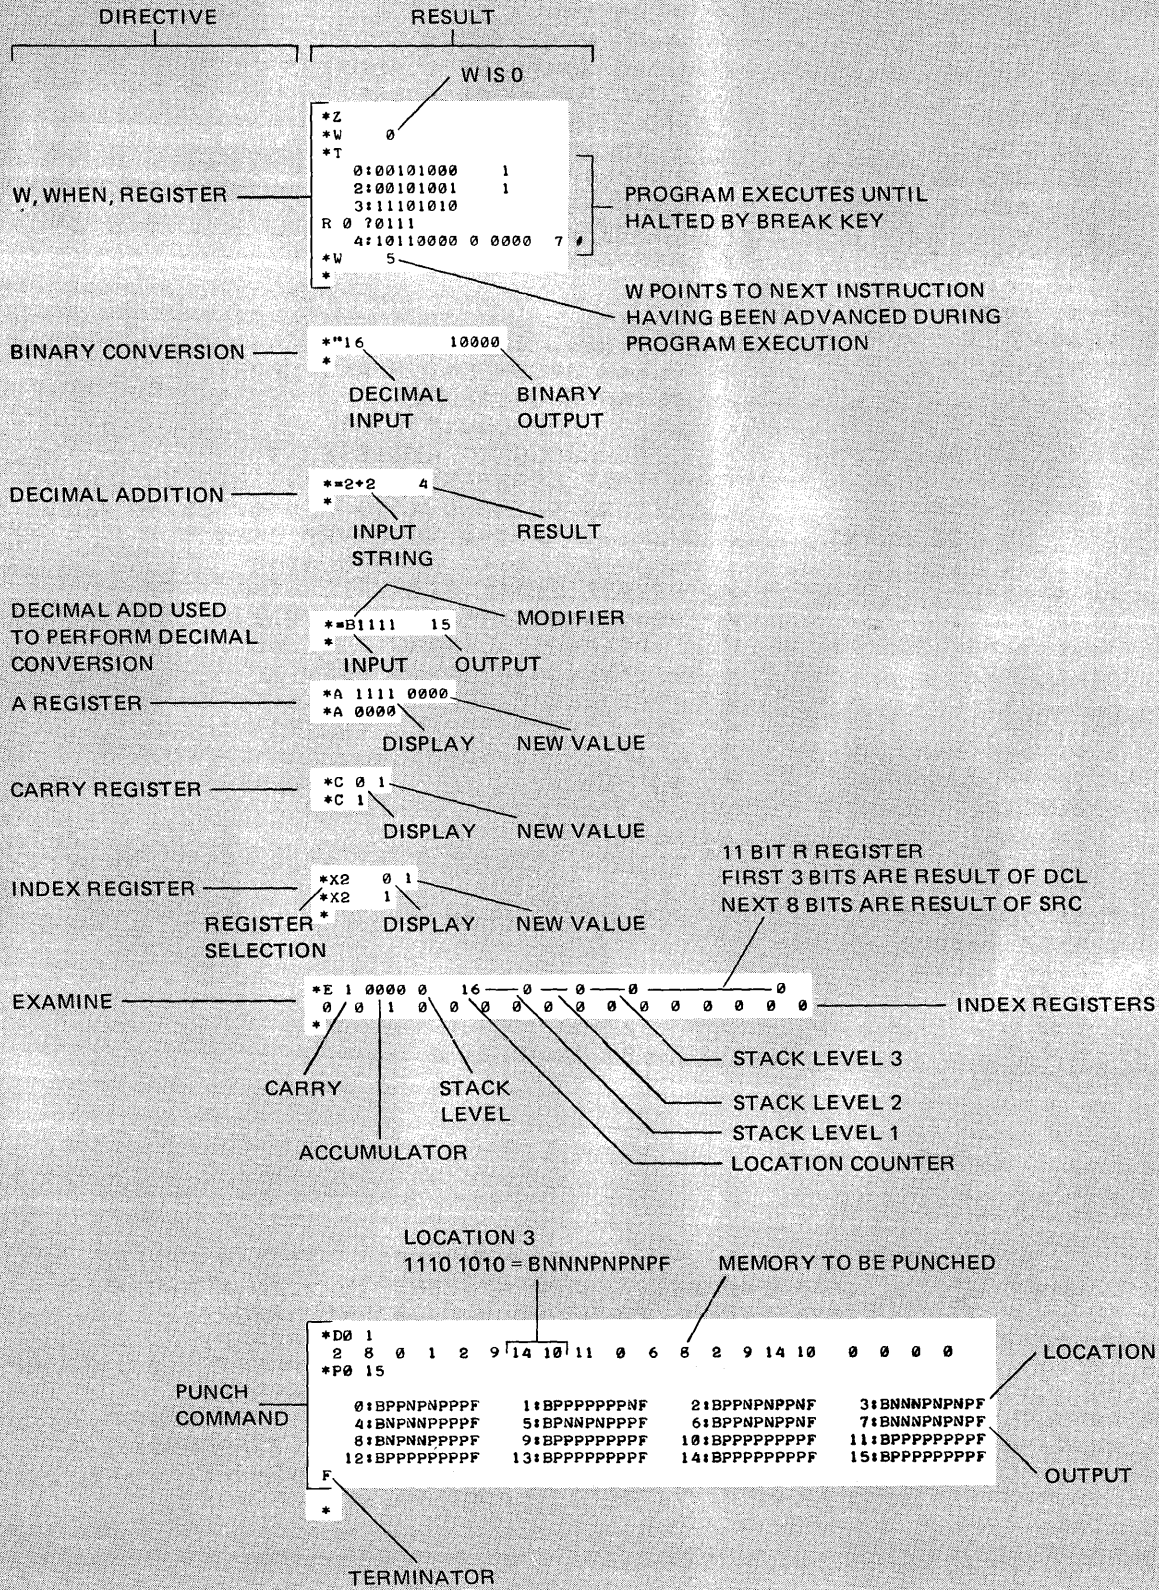 DIRECTIVE
RESULT
W IS 0
*Z
*W 0
*T
0:00101000 1
2:00101001 1
3:11101010
R 0 ?0111
4:10110000 0 0000 7
*W 5
*
W, WHEN, REGISTER
PROGRAM EXECUTES UNTIL
HALTED BY BREAK KEY
W POINTS TO NEXT INSTRUCTION
HAVING BEEN ADVANCED DURING
PROGRAM EXECUTION
BINARY CONVERSION
*"16 10000
*
DECIMAL
INPUT
BINARY
OUTPUT
DECIMAL ADDITION
*=2+2 4
*
INPUT
STRING
RESULT
DECIMAL ADD USED
TO PERFORM DECIMAL
CONVERSION
*=B1111 15
*
MODIFIER
INPUT
OUTPUT
A REGISTER
*A 1111 0000
*A 0000
DISPLAY
NEW VALUE
CARRY REGISTER
*C 0 1
*C 1
DISPLAY
NEW VALUE
INDEX REGISTER
*X2 0 1
*X2 1
*
REGISTER
SELECTION
DISPLAY
NEW VALUE
11 BIT R REGISTER
FIRST 3 BITS ARE RESULT OF DCL
NEXT 8 BITS ARE RESULT OF SRC
EXAMINE
*E 1 0000 0 16 0 0 0 0
0 0 1 0 0 0 0 0 0 0 0 0 0 0 0 0
*
INDEX REGISTERS
CARRY
ACCUMULATOR
STACK
LEVEL
STACK LEVEL 3
STACK LEVEL 2
STACK LEVEL 1
LOCATION COUNTER
LOCATION 3
1110 1010 = BNNNPNPNPF
MEMORY TO BE PUNCHED
*D0 1
2 8 0 1 2 9 14 10 11 0 6 8 2 9 14 10 0 0 0 0
*P0 15
0:BPPNPNPPPF 1:BPPPPPPPNF 2:BPPNPNPPNF 3:BNNNPNPNPF
4:BNPNNPPPPF 5:BPNNPNPPPF 6:BPPNPNPPNF 7:BNNNPNPNPF
8:BNPNNPPPPF 9:BPPPPPPPPF 10:BPPPPPPPPF 11:BPPPPPPPPF
12:BPPPPPPPPF 13:BPPPPPPPPF 14:BPPPPPPPPF 15:BPPPPPPPPF
F
*
PUNCH
COMMAND
LOCATION
OUTPUT
TERMINATOR